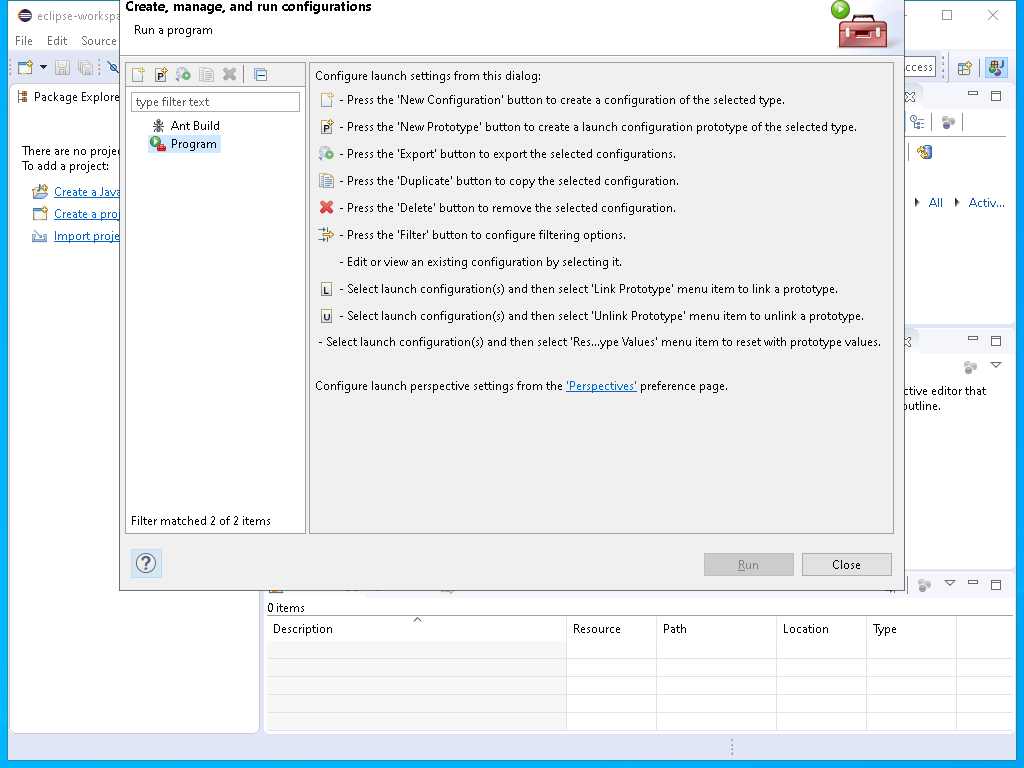 Create, manage, and run configurations
Run a program
eclipse-workspa
File Edit Source
cess
Package Explore
type filter text
Ant Build
Program
Filter matched 2 of 2 items
There are no projec
To add a project:
Create a Java
Create a proj
Import proje
Configure launch settings from this dialog:
- Press the 'New Configuration' button to create a configuration of the selected type.
- Press the 'New Prototype' button to create a launch configuration prototype of the selected type.
- Press the 'Export' button to export the selected configurations.
- Press the 'Duplicate' button to copy the selected configuration.
- Press the 'Delete' button to remove the selected configuration.
- Press the 'Filter' button to configure filtering options.
- Edit or view an existing configuration by selecting it.
- Select launch configuration(s) and then select 'Link Prototype' menu item to link a prototype.
- Select launch configuration(s) and then select 'Unlink Prototype' menu item to unlink a prototype.
- Select launch configuration(s) and then select 'Res...ype Values' menu item to reset with prototype values.
Configure launch perspective settings from the 'Perspectives' preference page.
All Activ...
ctive editor that
outline.
Run Close
0 items
Description Resource Path Location Type